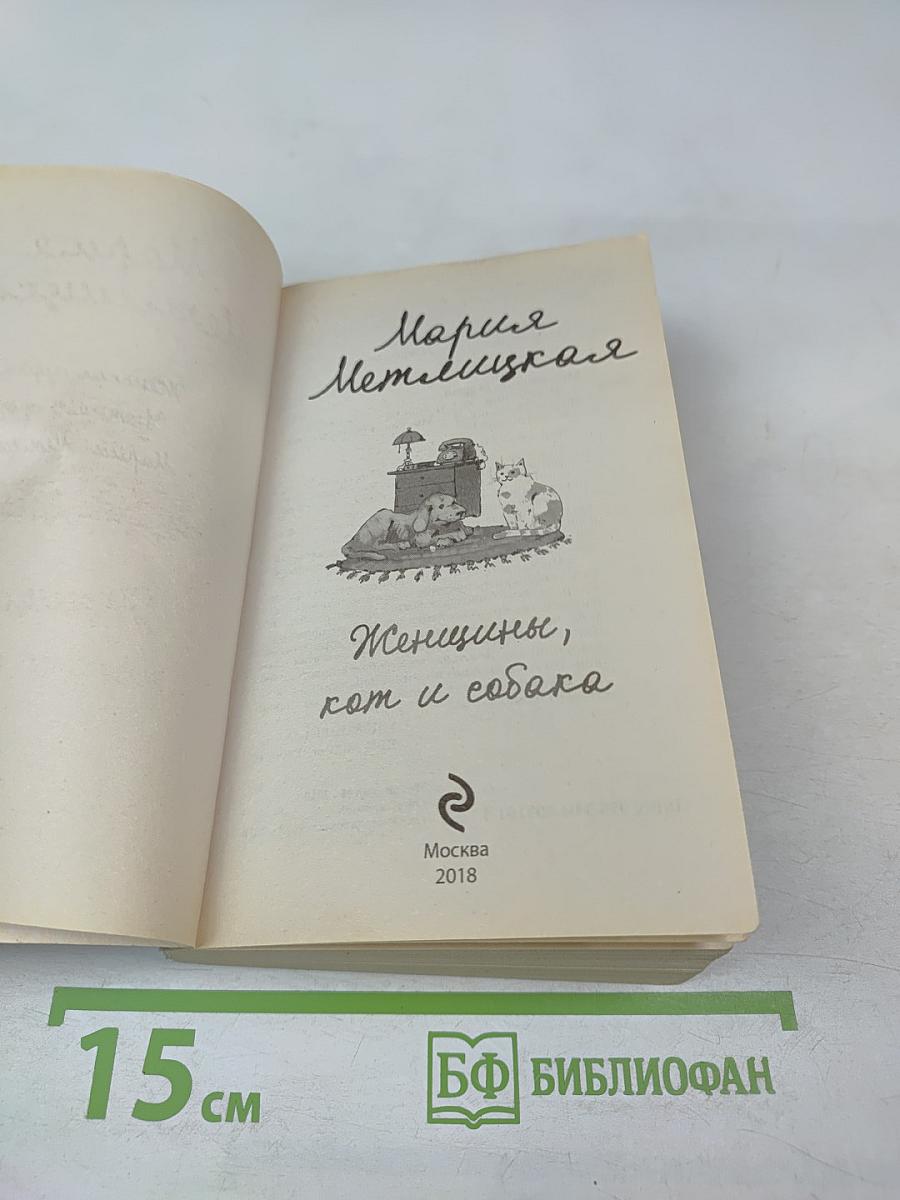 Мария
Метлицкая
Женщины,
кот и собака
Москва
2018
15 см
БФ БИБЛИОФАН